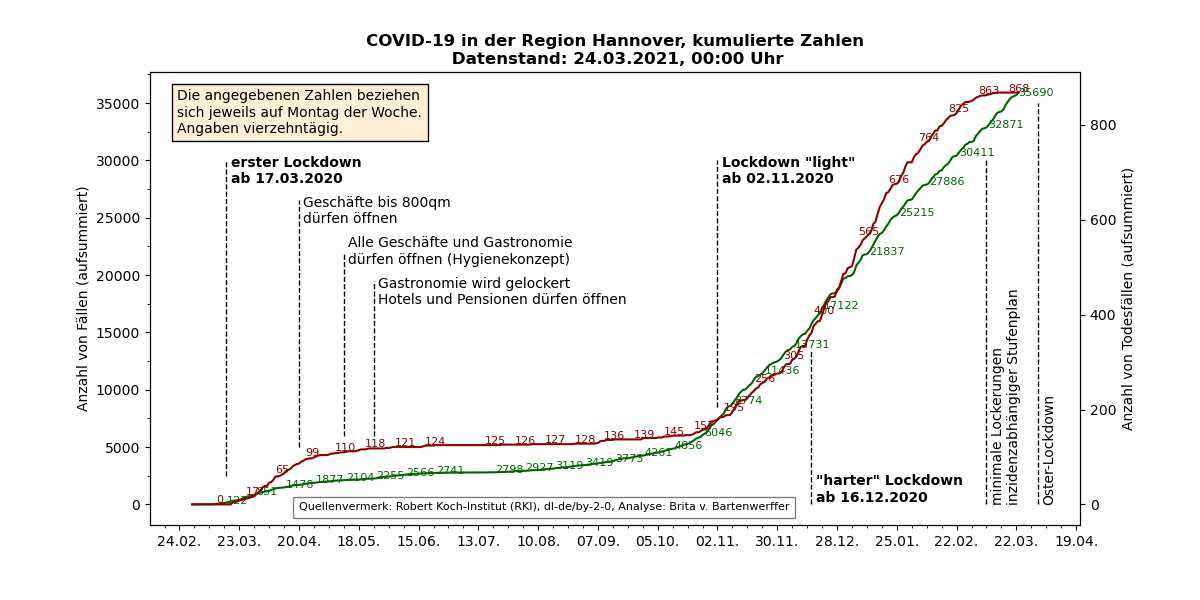 COVID-19 in der Region Hannover, kumulierte Zahlen
Datenstand: 24.03.2021, 00:00 Uhr
Die angegebenen Zahlen beziehen
sich jeweils auf Montag der Woche.
Angaben vierzehntägig.
erster Lockdown
ab 17.03.2020
Geschäfte bis 800qm
dürfen öffnen
Alle Geschäfte und Gastronomie
dürfen öffnen (Hygienekonzept)
Gastronomie wird gelockert
Hotels und Pensionen dürfen öffnen
Lockdown "light"
ab 02.11.2020
"harter" Lockdown
ab 16.12.2020
minimale Lockerungen
inzidenzabhängiger Stufenplan
Oster-Lockdown
Anzahl von Fällen (aufsummiert)
35000
30000
25000
20000
15000
10000
5000
0
Anzahl von Todesfällen (aufsummiert)
800
600
400
200
0
0 65 99 110 118 121 124 125 126 127 128 136 139 145 256 305 400 565 676 764 825 863 868
122 1478 1877 2104 2255 2566 2741 2798 2927 3119 3419 3773 4261 4856 6046 11436 13731 17122 21837 25215 27886 30411 32871 35690
Quellenvermerk: Robert Koch-Institut (RKI), dl-de/by-2-0, Analyse: Brita v. Bartenwerffer
24.02. 23.03. 20.04. 18.05. 15.06. 13.07. 10.08. 07.09. 05.10. 02.11. 30.11. 28.12. 25.01. 22.02. 22.03. 19.04.